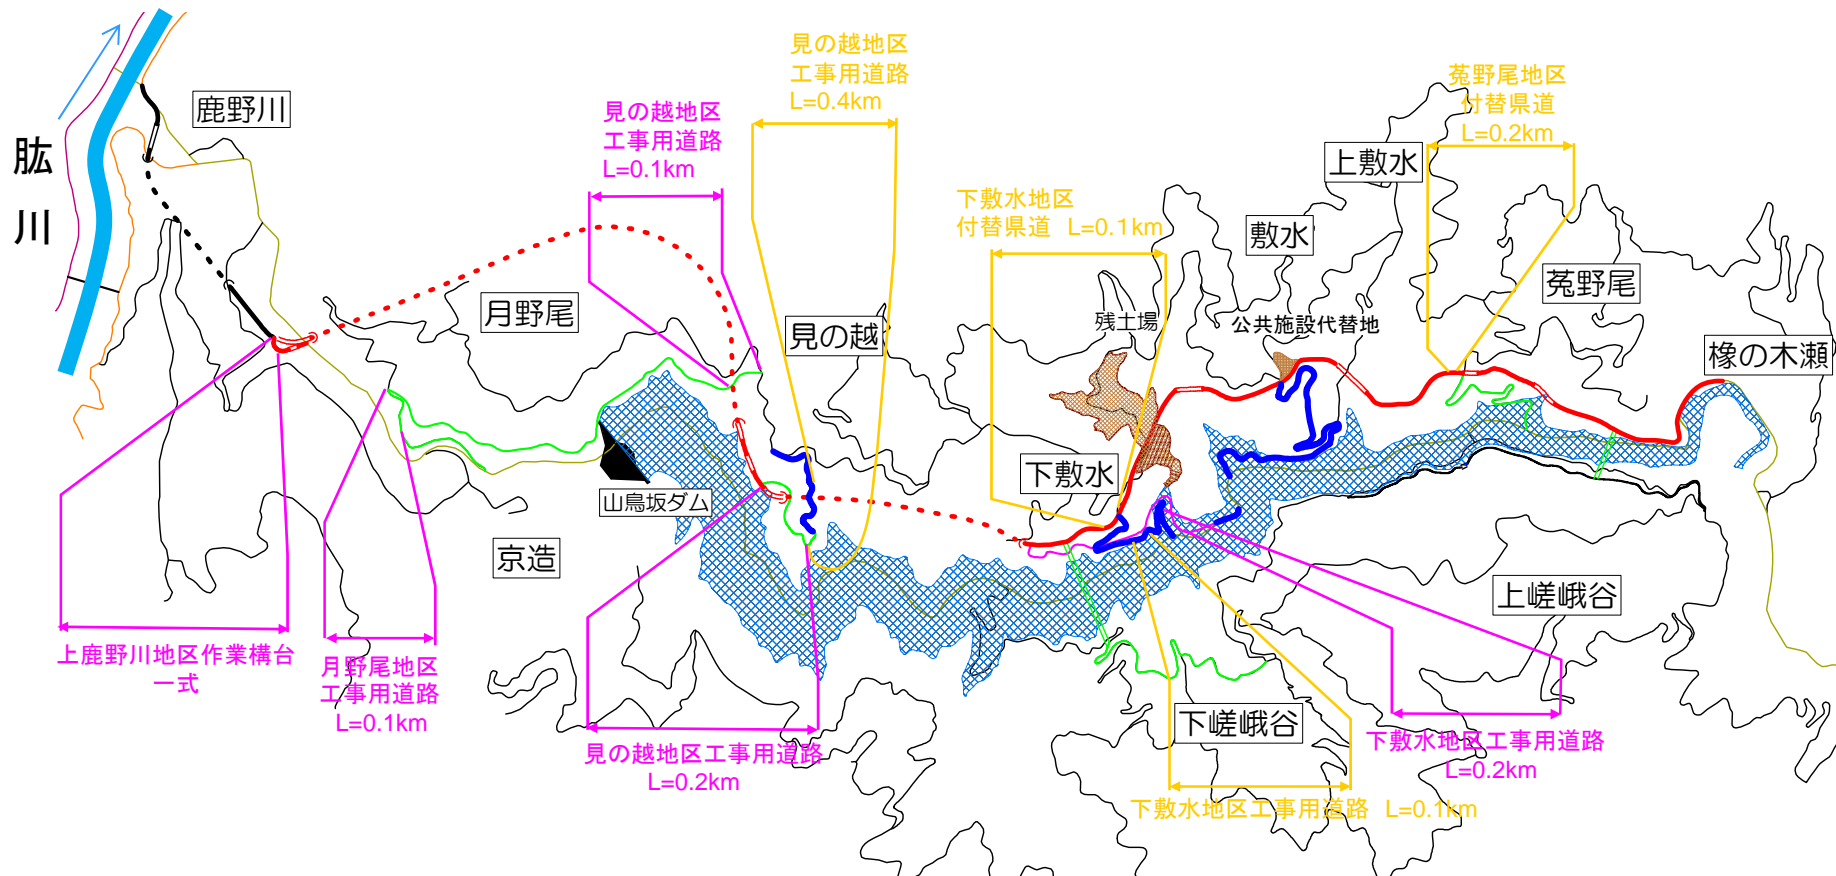 見の越地区
工事用道路
L=0.4km
菟野尾地区
付替県道
L=0.2km
鹿野川
見の越地区
工事用道路
L=0.1km
肱川
上敷水
下敷水地区
付替県道 L=0.1km
敷水
菟野尾
月野尾
見の越
残土場
公共施設代替地
橡の木瀬
下敷水
山鳥坂ダム
京造
上嵯峨谷
上鹿野川地区作業構台
一式
月野尾地区
工事用道路
L=0.1km
見の越地区工事用道路
L=0.2km
下嵯峨谷
下敷水地区工事用道路
L=0.2km
下敷水地区工事用道路 L=0.1km